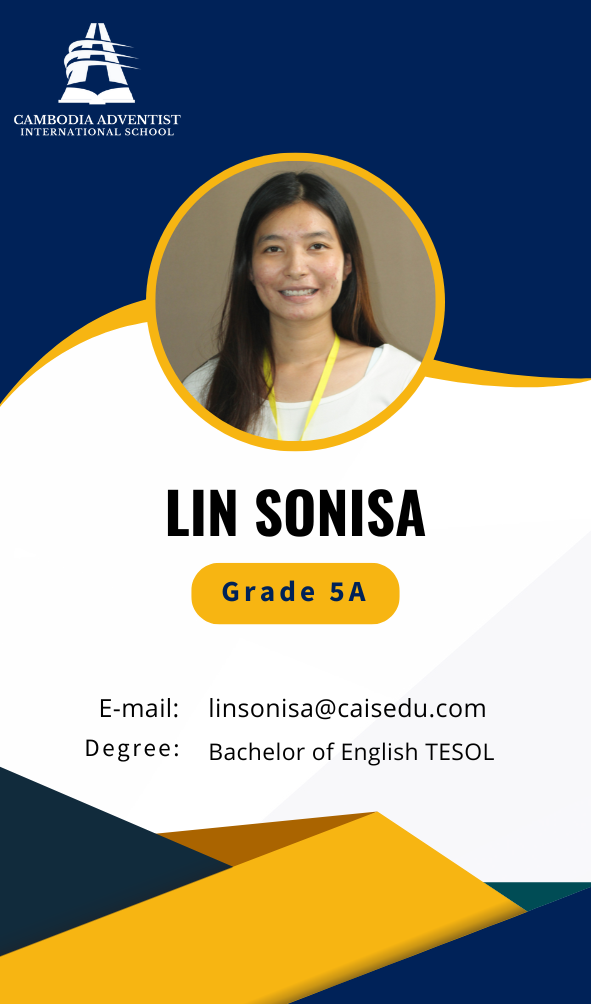 CAMBODIA ADVENTIST
INTERNATIONAL SCHOOL
LIN SONISA
Grade 5A
E-mail: linsonisa@caisedu.com
Degree: Bachelor of English TESOL